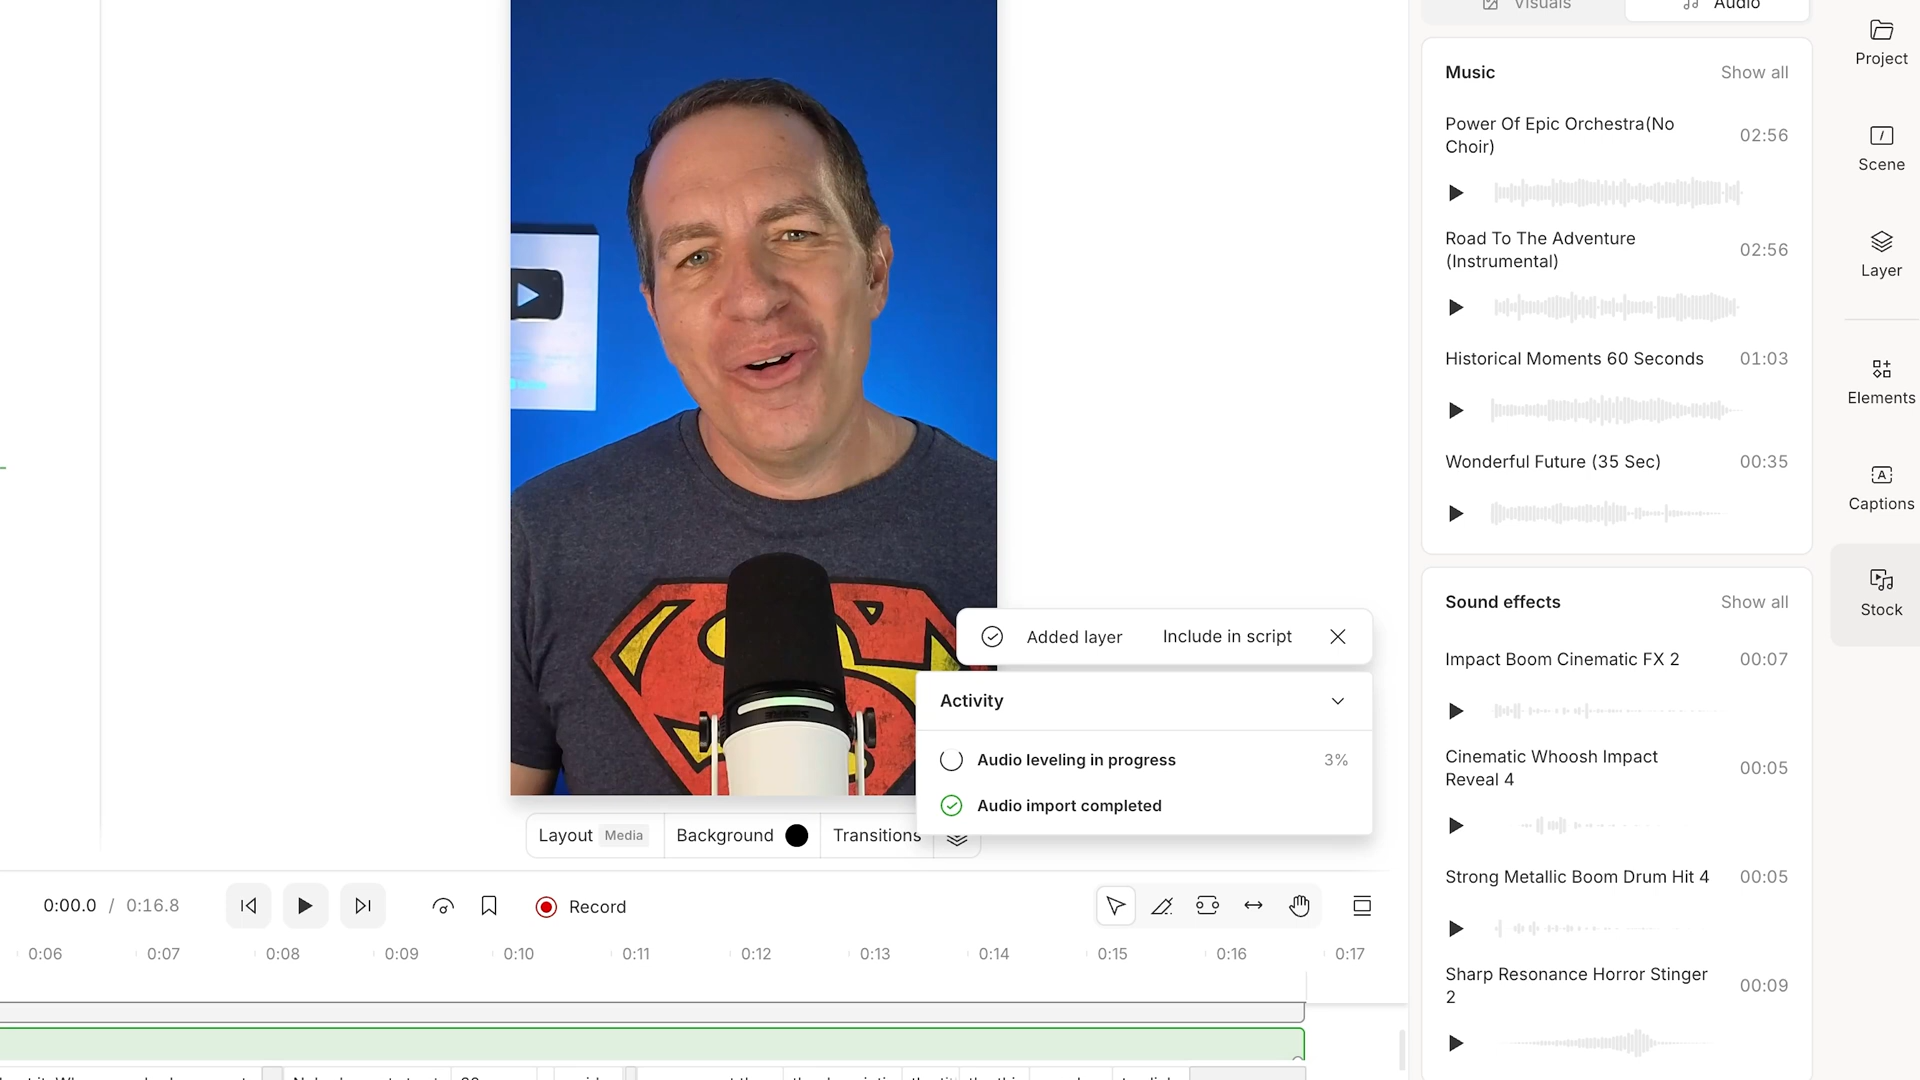 Visuals
Audio
Project
Music
Show all
Power Of Epic Orchestra(No
Choir)
02:56
Scene
Road To The Adventure
(Instrumental)
02:56
Layer
Historical Moments 60 Seconds
01:03
Elements
Wonderful Future (35 Sec)
00:35
Captions
Stock
Sound effects
Show all
Impact Boom Cinematic FX 2
00:07
Cinematic Whoosh Impact
Reveal 4
00:05
Strong Metallic Boom Drum Hit 4
00:05
Sharp Resonance Horror Stinger
2
00:09
Added layer
Include in script
Activity
Audio leveling in progress
3%
Audio import completed
Layout
Media
Background
Transitions
0:00.0 / 0:16.8
Record
0:06
0:07
0:08
0:09
0:10
0:11
0:12
0:13
0:14
0:15
0:16
0:17